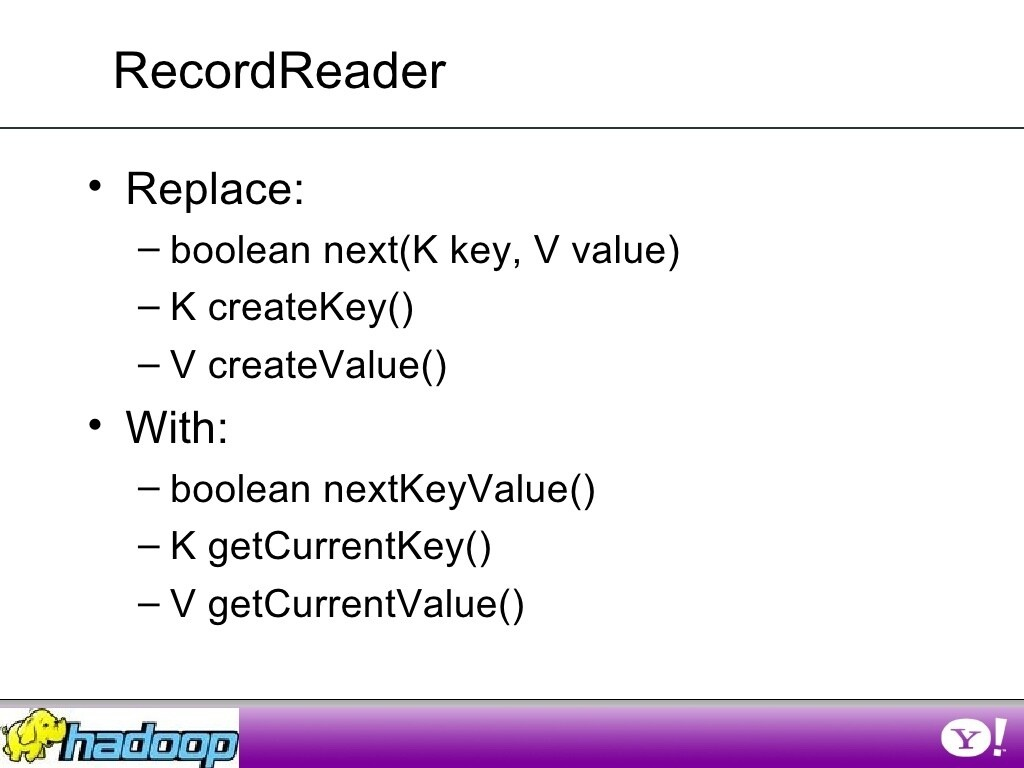 RecordReader
• Replace:
– boolean next(K key, V value)
– K createKey()
– V createValue()
• With:
– boolean nextKeyValue()
– K getCurrentKey()
– V getCurrentValue()
hadoop
Y!